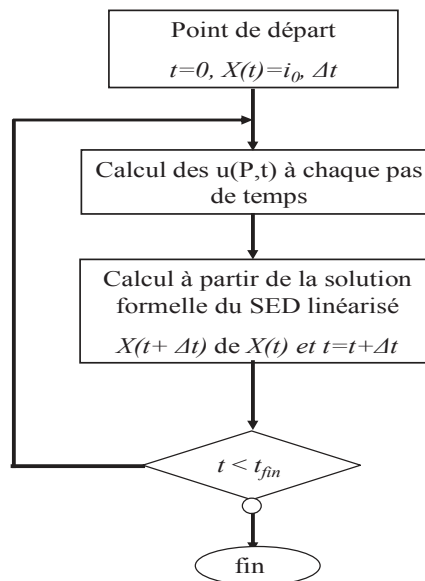 Point de départ
t=0, X(t)=i₀, Δt
Calcul des u(P,t) à chaque pas
de temps
Calcul à partir de la solution
formelle du SED linéarisé
X(t+ Δt) de X(t) et t=t+Δt
t < t_fin
fin